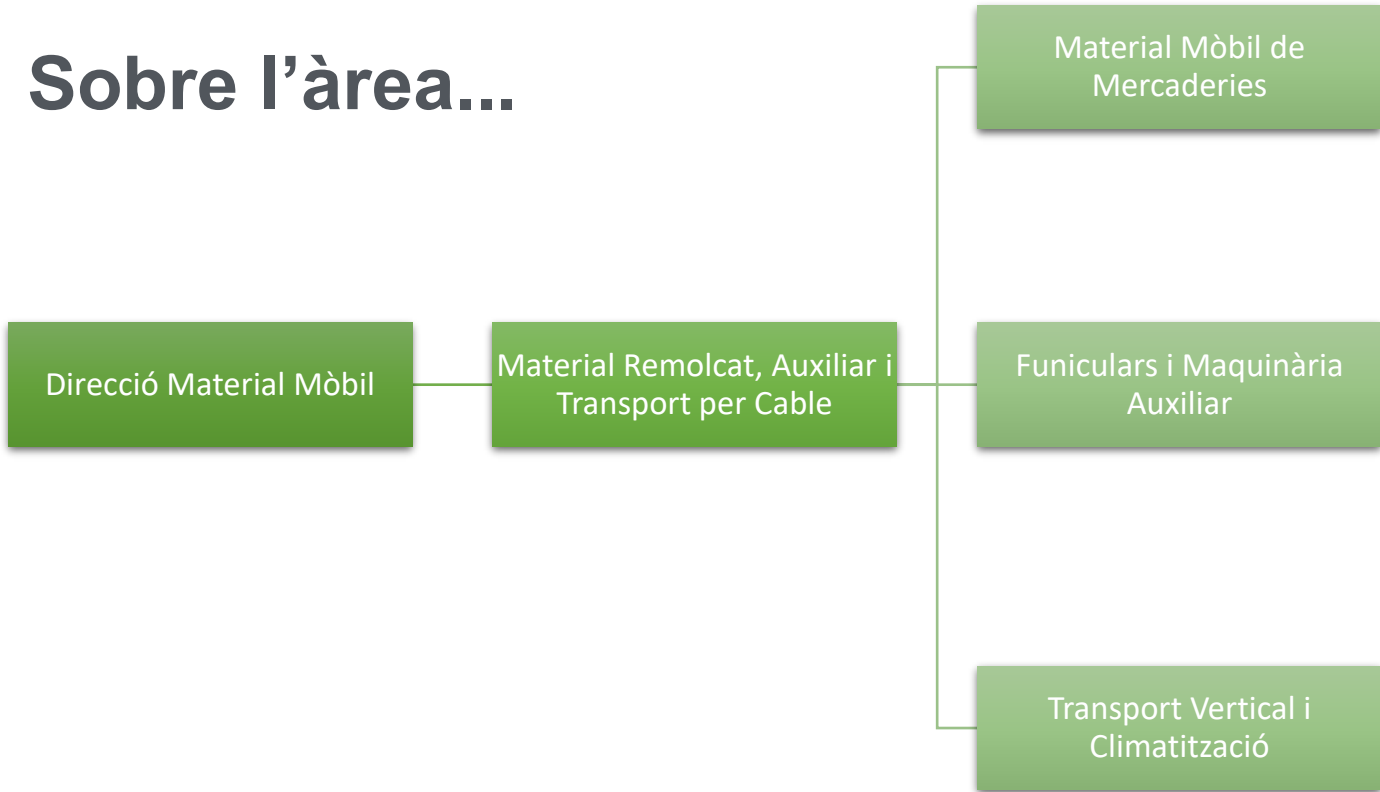 Sobre l’àrea...
Material Mòbil de
Mercaderies
Direcció Material Mòbil
Material Remolcat, Auxiliar i
Transport per Cable
Funiculars i Maquinària
Auxiliar
Transport Vertical i
Climatització